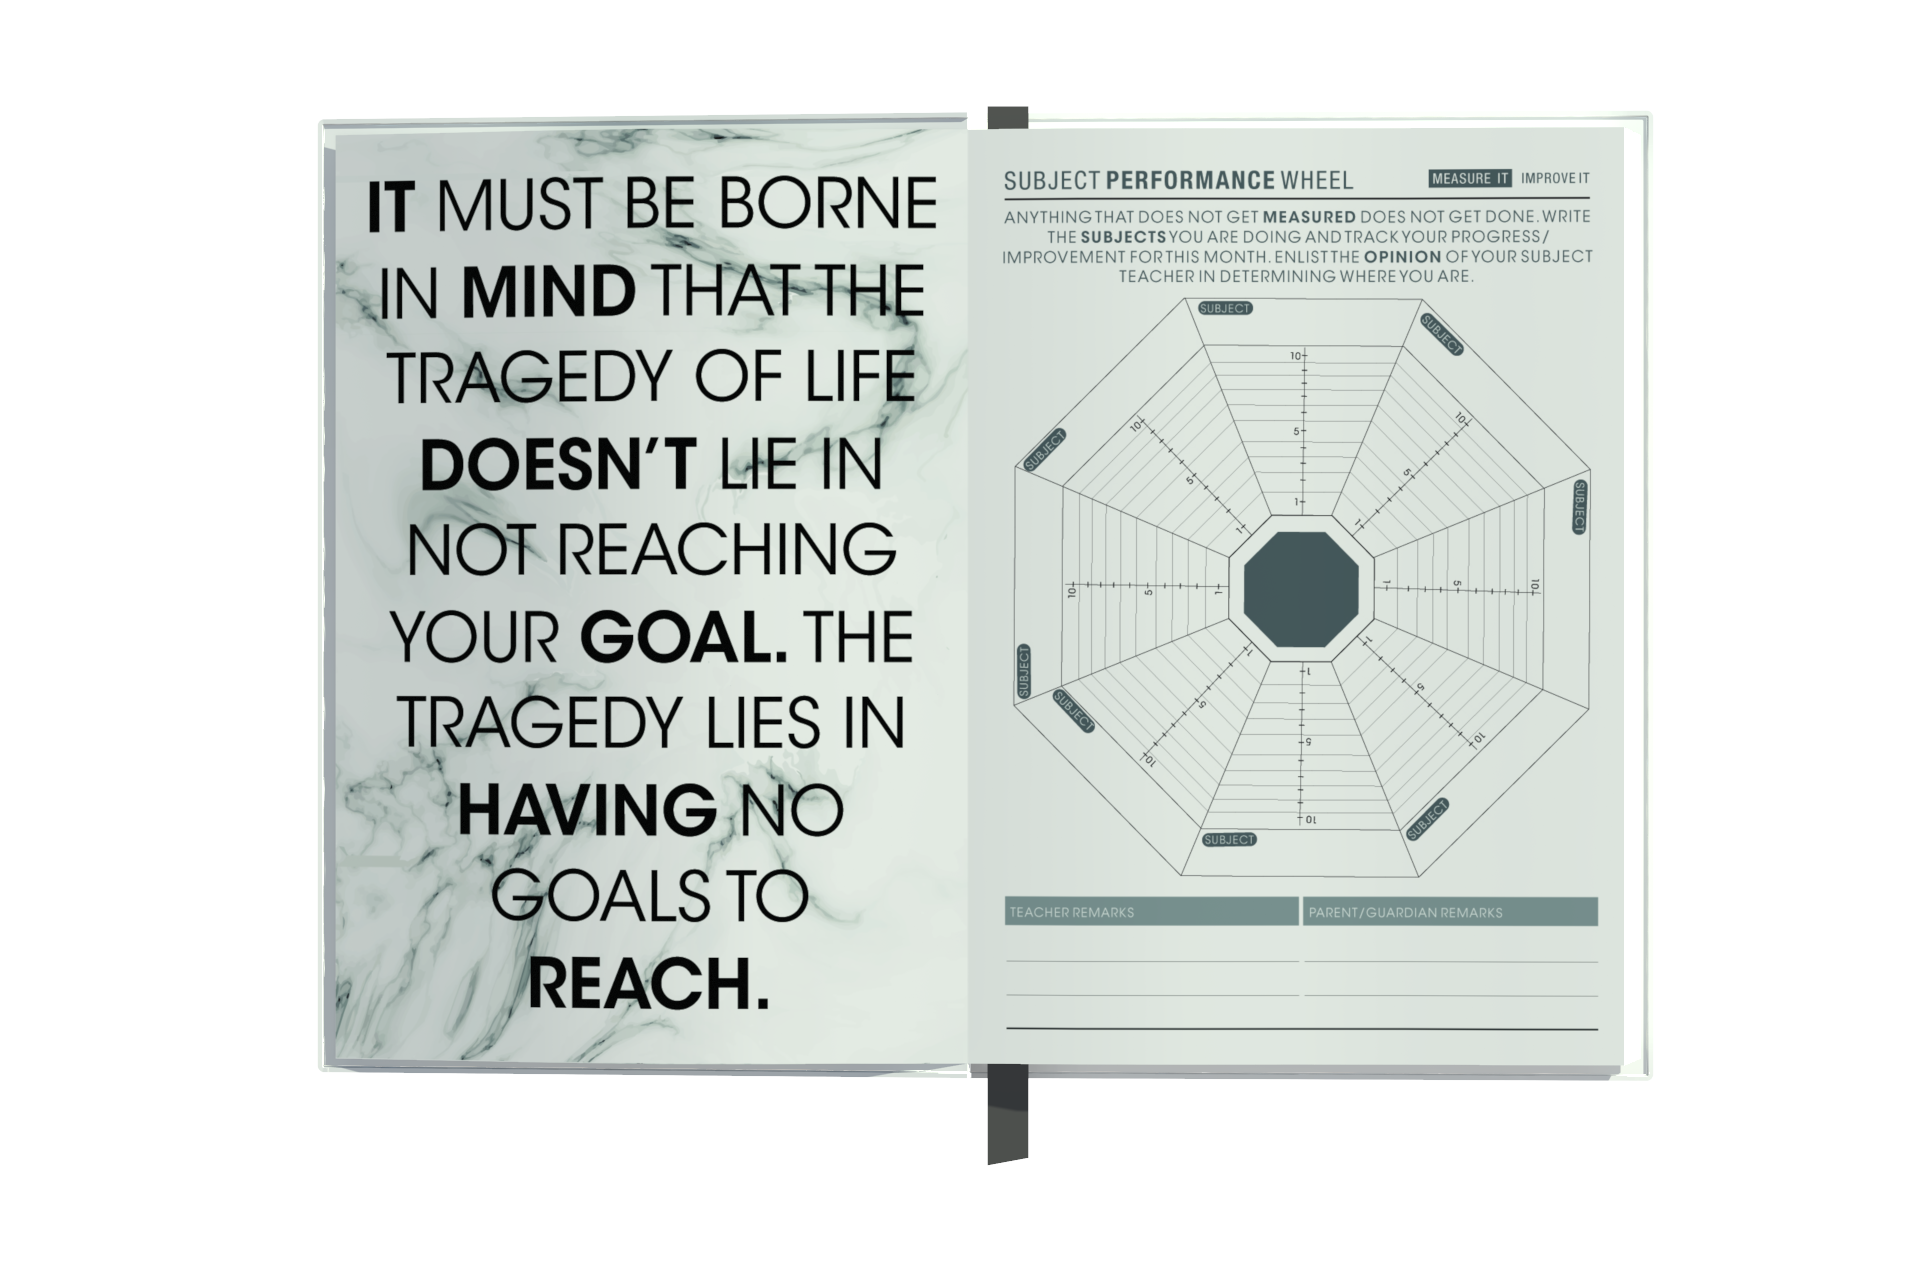 IT MUST BE BORNE
IN MIND THAT THE
TRAGEDY OF LIFE
DOESN'T LIE IN
NOT REACHING
YOUR GOAL. THE
TRAGEDY LIES IN
HAVING NO
GOALS TO
REACH.
SUBJECT PERFORMANCE WHEEL
MEASURE IT IMPROVE IT
ANYTHING THAT DOES NOT GET MEASURED DOES NOT GET DONE. WRITE
THE SUBJECTS YOU ARE DOING AND TRACK YOUR PROGRESS/
IMPROVEMENT FOR THIS MONTH. ENLIST THE OPINION OF YOUR SUBJECT
TEACHER IN DETERMINING WHERE YOU ARE.
SUBJECT
10
5
1
SUBJECT
10
5
1
SUBJECT
1
5
10
SUBJECT
1
5
10
SUBJECT
1
5
10
SUBJECT
1
5
10
SUBJECT
10
5
1
SUBJECT
10
5
1
TEACHER REMARKS
PARENT/GUARDIAN REMARKS